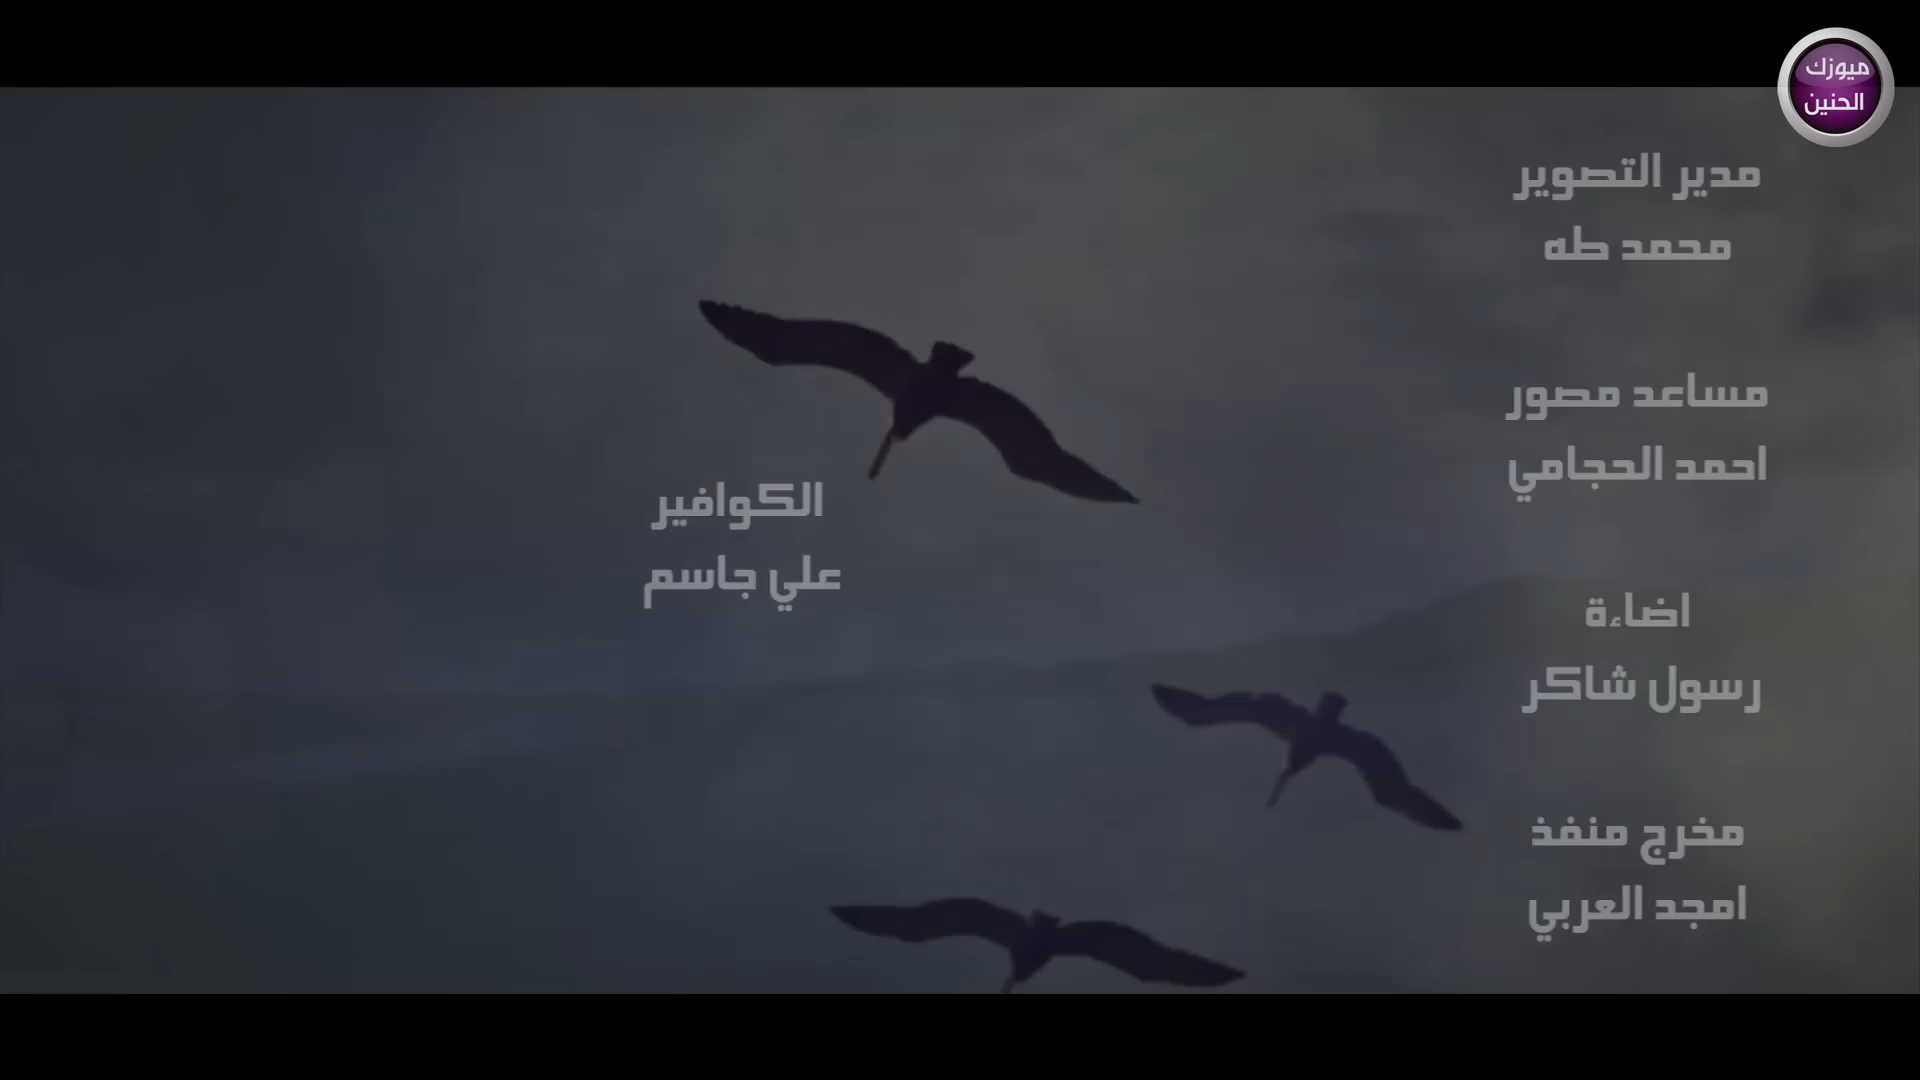 ميوزك
الحنين
مدير التصوير
محمد طه
مساعد مصور
احمد الحجامي
اضاءة
رسول شاكر
مخرج منفذ
امجد العربي
الكوافير
علي جاسم